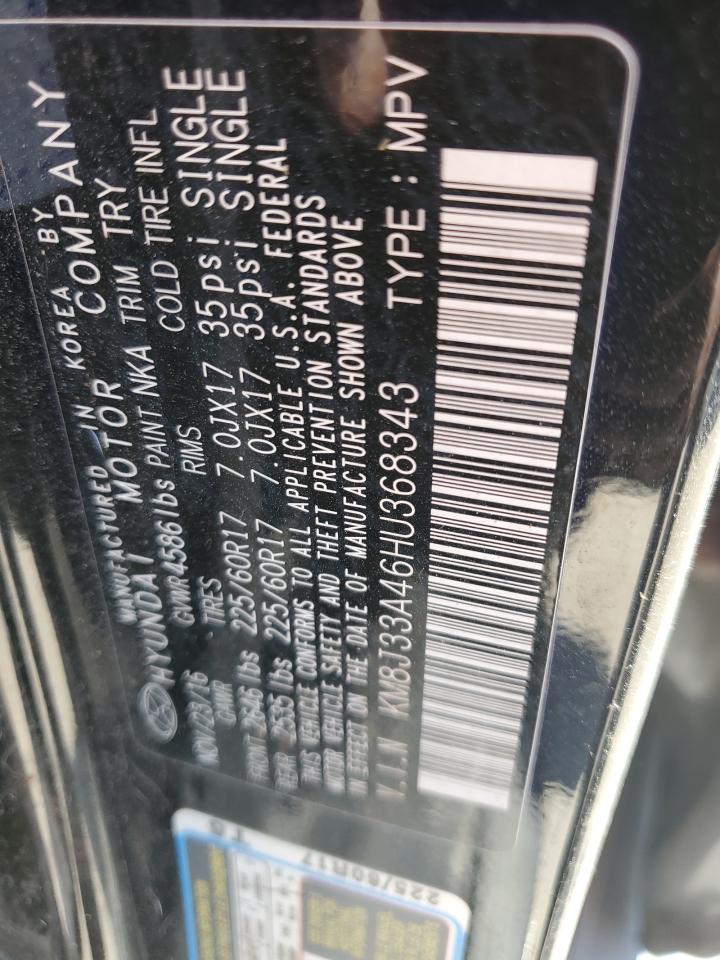 MANUFACTURED IN KOREA BY
HYUNDAI MOTOR COMPANY
NOV/23/16 GVWR 4586 lbs PAINT NKA TRIM TRY
GAWR TIRES RIMS COLD TIRE INFL
FRONT 2646 lbs 225/60R17 7.0JX17 35psi SINGLE
REAR 2535 lbs 225/60R17 7.0JX17 35psi SINGLE
THIS VEHICLE CONFORMS TO ALL APPLICABLE U.S.A. FEDERAL
MOTOR VEHICLE SAFETY AND THEFT PREVENTION STANDARDS
IN EFFECT ON THE DATE OF MANUFACTURE SHOWN ABOVE
V.I.N KM8J33A46HU368343 TYPE : MPV
225/60R17